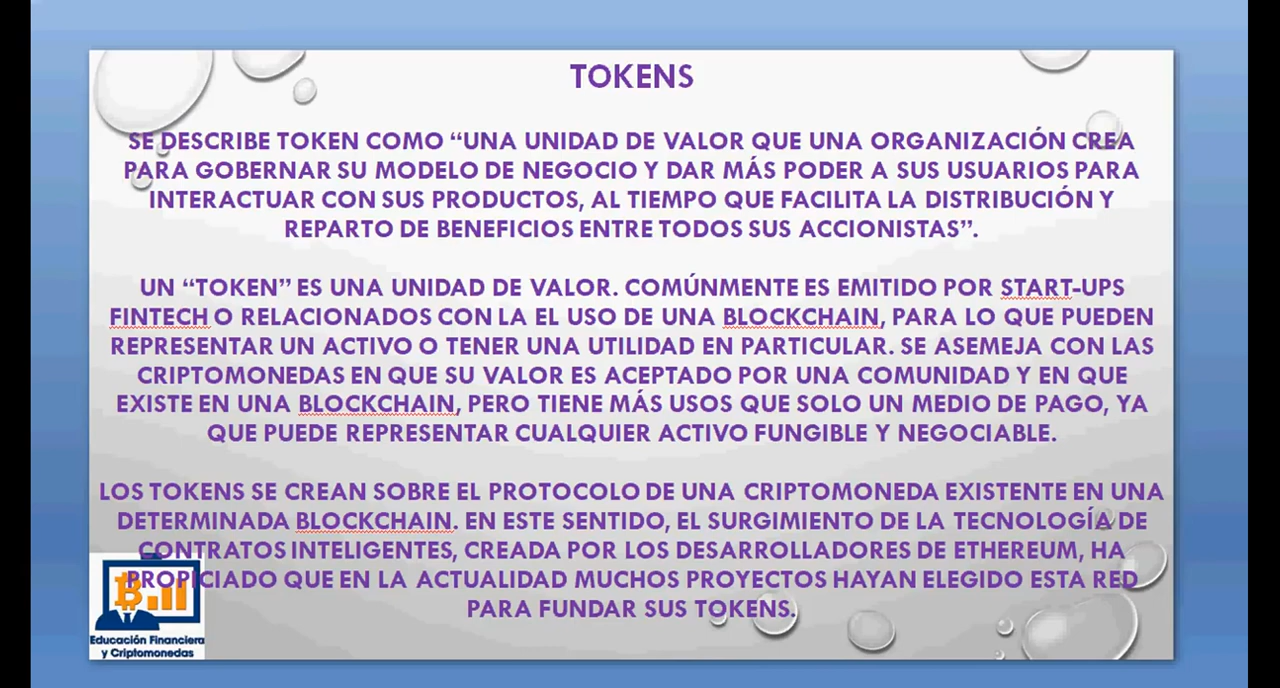 TOKENS
SE DESCRIBE TOKEN COMO “UNA UNIDAD DE VALOR QUE UNA ORGANIZACIÓN CREA
PARA GOBERNAR SU MODELO DE NEGOCIO Y DAR MÁS PODER A SUS USUARIOS PARA
INTERACTUAR CON SUS PRODUCTOS, AL TIEMPO QUE FACILITA LA DISTRIBUCIÓN Y
REPARTO DE BENEFICIOS ENTRE TODOS SUS ACCIONISTAS”.
UN “TOKEN” ES UNA UNIDAD DE VALOR. COMÚNMENTE ES EMITIDO POR START-UPS
FINTECH O RELACIONADOS CON LA EL USO DE UNA BLOCKCHAIN, PARA LO QUE PUEDEN
REPRESENTAR UN ACTIVO O TENER UNA UTILIDAD EN PARTICULAR. SE ASEMEJA CON LAS
CRIPTOMONEDAS EN QUE SU VALOR ES ACEPTADO POR UNA COMUNIDAD Y EN QUE
EXISTE EN UNA BLOCKCHAIN, PERO TIENE MÁS USOS QUE SOLO UN MEDIO DE PAGO, YA
QUE PUEDE REPRESENTAR CUALQUIER ACTIVO FUNGIBLE Y NEGOCIABLE.
LOS TOKENS SE CREAN SOBRE EL PROTOCOLO DE UNA CRIPTOMONEDA EXISTENTE EN UNA
DETERMINADA BLOCKCHAIN. EN ESTE SENTIDO, EL SURGIMIENTO DE LA TECNOLOGÍA DE
CONTRATOS INTELIGENTES, CREADA POR LOS DESARROLLADORES DE ETHEREUM, HA
PROPICIADO QUE EN LA ACTUALIDAD MUCHOS PROYECTOS HAYAN ELEGIDO ESTA RED
PARA FUNDAR SUS TOKENS.
Educación Financiera
y Criptomonedas